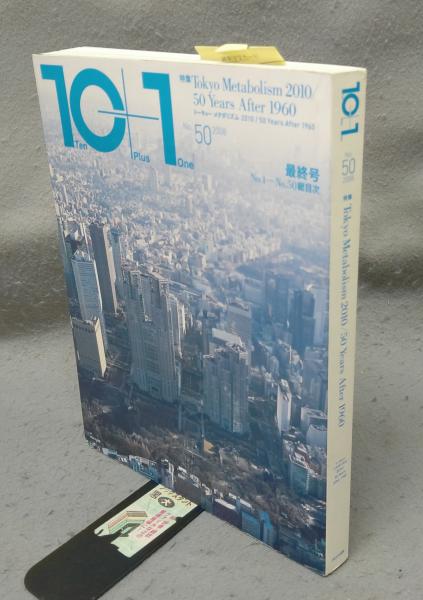 10+1
Ten Plus One
特集
Tokyo Metabolism 2010/
50 Years After 1960
トーキョー メタボリズム 2010/50 Years After 1960
No. 50 2008
最終号
No.1—No.50総目次
10+1
No. 50 2008
特集 Tokyo Metabolism 2010/50 Years After 1960